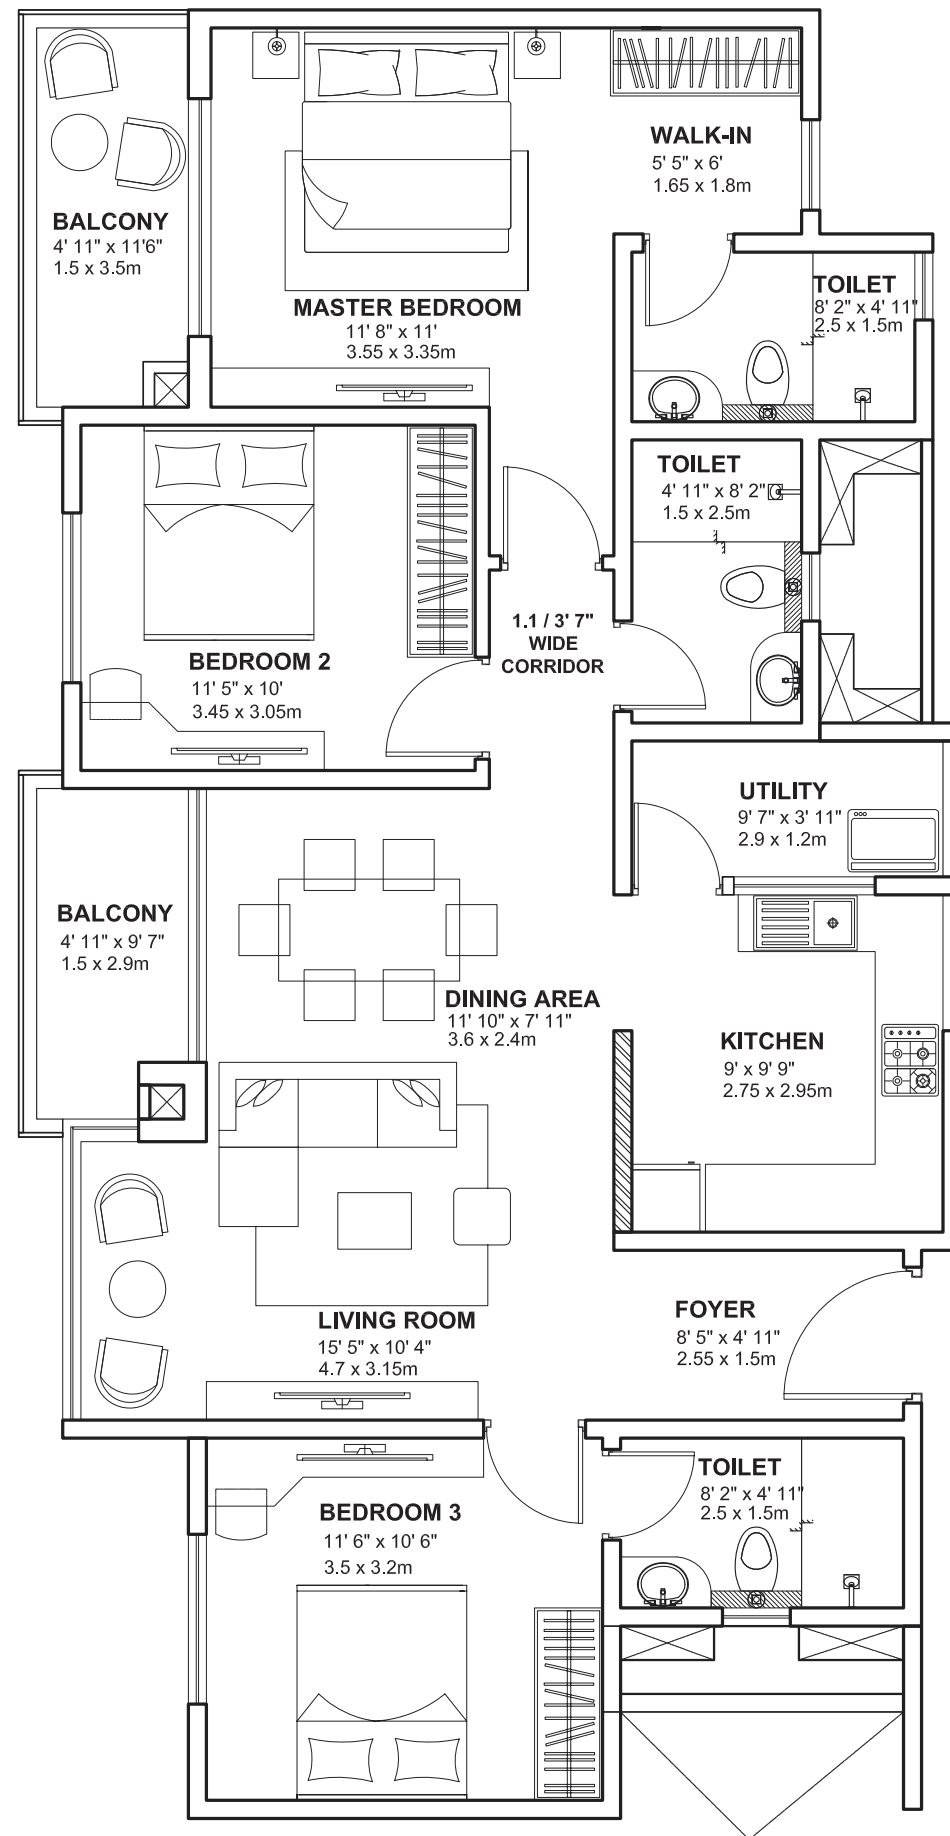 WALK-IN
5' 5" x 6'
1.65 x 1.8m
BALCONY
4' 11" x 11'6"
1.5 x 3.5m
MASTER BEDROOM
11' 8" x 11'
3.55 x 3.35m
TOILET
8' 2" x 4' 11"
2.5 x 1.5m
TOILET
4' 11" x 8' 2"
1.5 x 2.5m
1.1 / 3' 7"
WIDE
CORRIDOR
BEDROOM 2
11' 5" x 10'
3.45 x 3.05m
UTILITY
9' 7" x 3' 11"
2.9 x 1.2m
BALCONY
4' 11" x 9' 7"
1.5 x 2.9m
DINING AREA
11' 10" x 7' 11"
3.6 x 2.4m
KITCHEN
9' x 9' 9"
2.75 x 2.95m
LIVING ROOM
15' 5" x 10' 4"
4.7 x 3.15m
FOYER
8' 5" x 4' 11"
2.55 x 1.5m
TOILET
8' 2" x 4' 11"
2.5 x 1.5m
BEDROOM 3
11' 6" x 10' 6"
3.5 x 3.2m